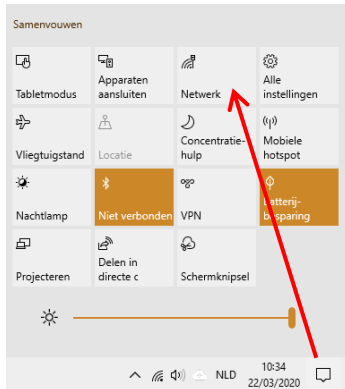 Samenvouwen
Tabletmodus
Apparaten
aansluiten
Netwerk
Alle
instellingen
Vliegtuigstand
Locatie
Concentratie-
hulp
Mobiele
hotspot
Nachtlamp
Niet verbonden
VPN
Batterij-
besparing
Projecteren
Delen in
directe c
Schermknipsel
NLD
10:34
22/03/2020